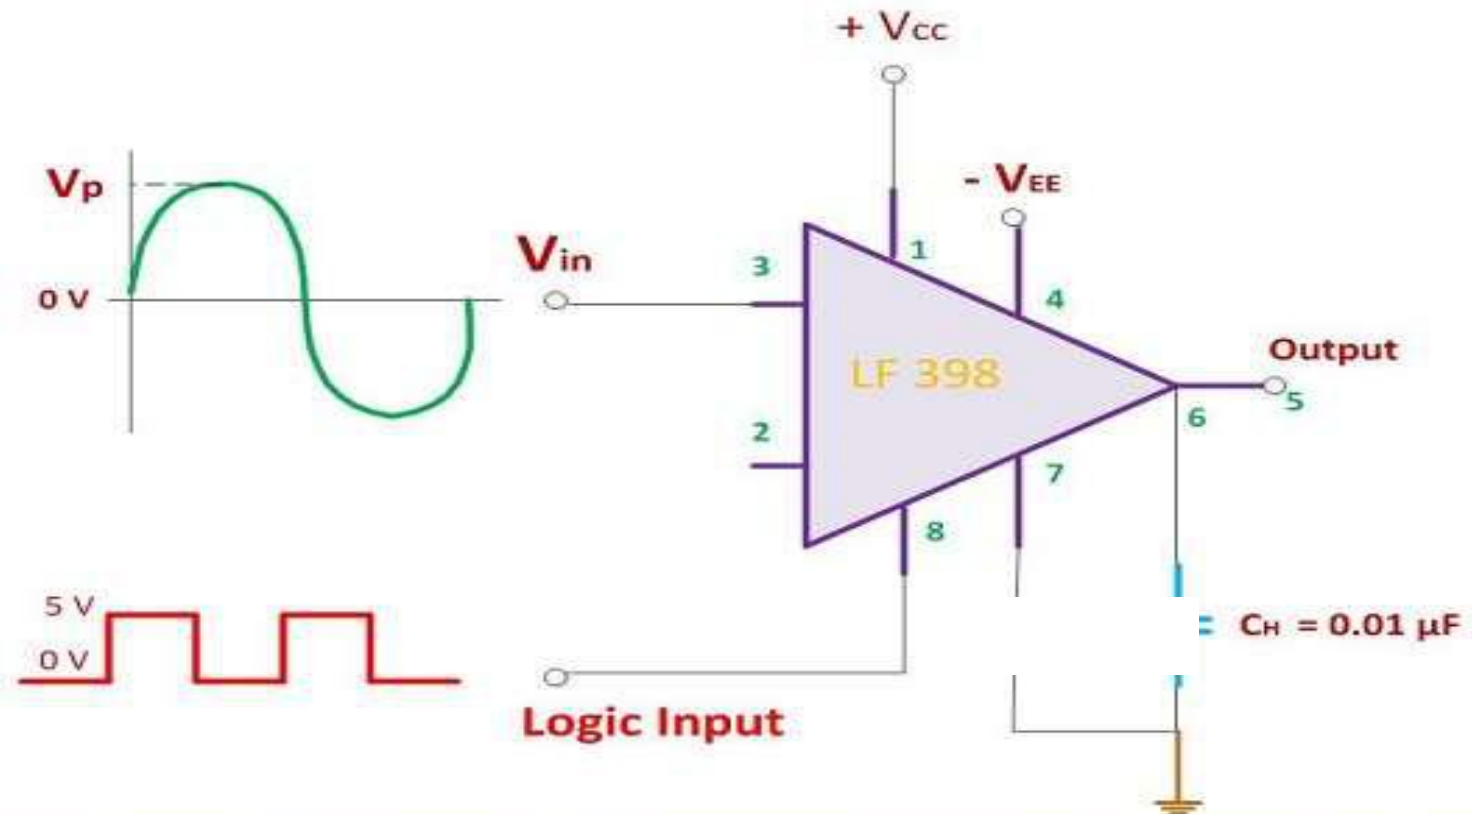 + Vcc
- VEE
Vp
Vin
0 V
3
1
4
LF 398
Output
5
6
2
7
8
5 V
0 V
CH = 0.01 µF
Logic Input